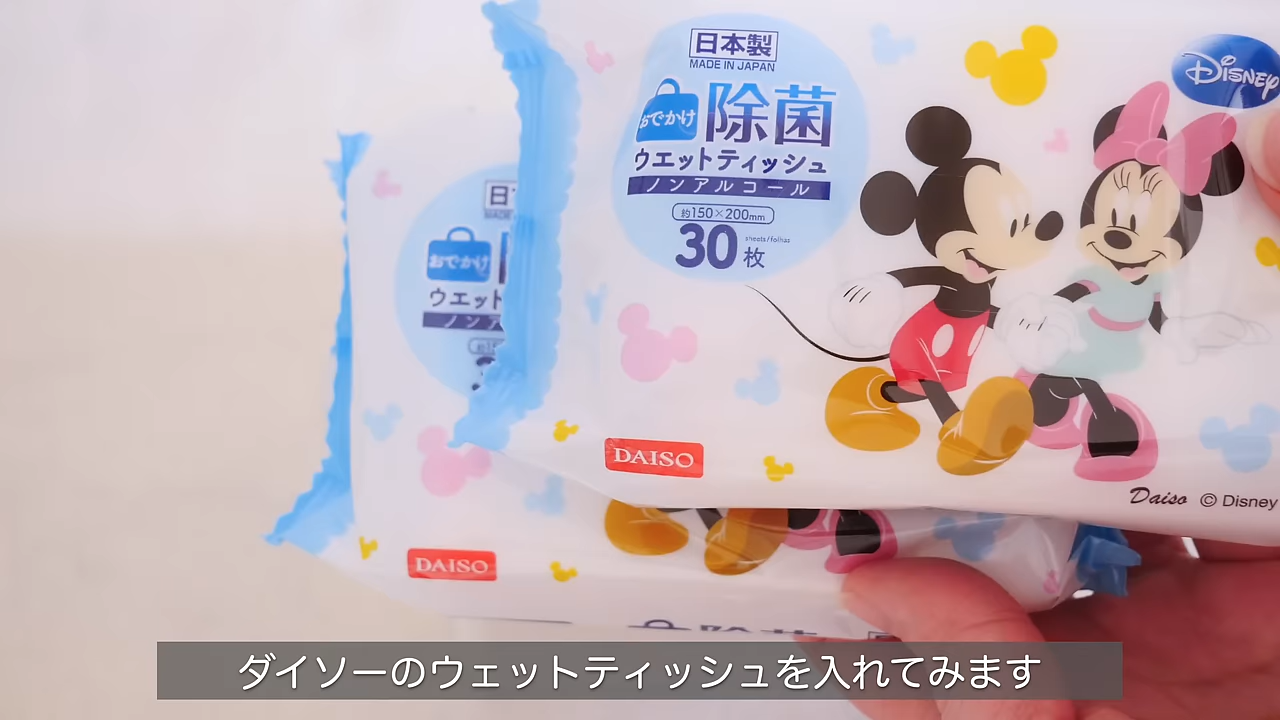 日本製
MADE IN JAPAN
おでかけ
除菌
ウエットティッシュ
ノンアルコール
約150×200mm
30枚
sheets/folhas
Disney
DAISO
Daiso © Disney
おでかけ
ウエット
ノンア
DAISO
ダイソーのウェットティッシュを入れてみます